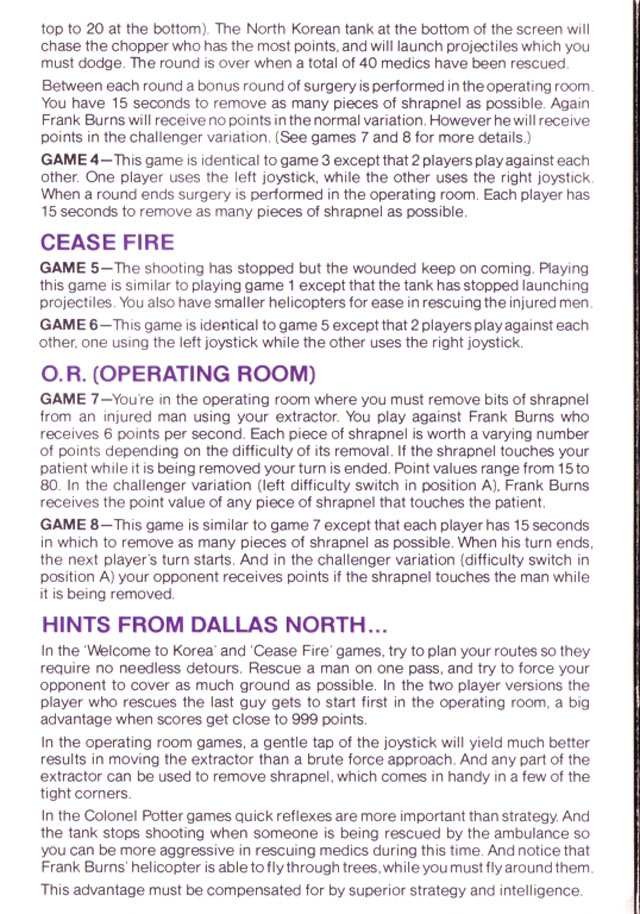 top to 20 at the bottom). The North Korean tank at the bottom of the screen will
chase the chopper who has the most points, and will launch projectiles which you
must dodge. The round is over when a total of 40 medics have been rescued.
Between each round a bonus round of surgery is performed in the operating room.
You have 15 seconds to remove as many pieces of shrapnel as possible. Again
Frank Burns will receive no points in the normal variation. However he will receive
points in the challenger variation. (See games 7 and 8 for more details.)
GAME 4—This game is identical to game 3 except that 2 players play against each
other. One player uses the left joystick, while the other uses the right joystick.
When a round ends surgery is performed in the operating room. Each player has
15 seconds to remove as many pieces of shrapnel as possible.
CEASE FIRE
GAME 5—The shooting has stopped but the wounded keep on coming. Playing
this game is similar to playing game 1 except that the tank has stopped launching
projectiles. You also have smaller helicopters for ease in rescuing the injured men.
GAME 6—This game is identical to game 5 except that 2 players play against each
other, one using the left joystick while the other uses the right joystick.
O.R. (OPERATING ROOM)
GAME 7—You're in the operating room where you must remove bits of shrapnel
from an injured man using your extractor. You play against Frank Burns who
receives 6 points per second. Each piece of shrapnel is worth a varying number
of points depending on the difficulty of its removal. If the shrapnel touches your
patient while it is being removed your turn is ended. Point values range from 15 to
80. In the challenger variation (left difficulty switch in position A), Frank Burns
receives the point value of any piece of shrapnel that touches the patient.
GAME 8—This game is similar to game 7 except that each player has 15 seconds
in which to remove as many pieces of shrapnel as possible. When his turn ends,
the next player's turn starts. And in the challenger variation (difficulty switch in
position A) your opponent receives points if the shrapnel touches the man while
it is being removed.
HINTS FROM DALLAS NORTH...
In the 'Welcome to Korea' and 'Cease Fire' games, try to plan your routes so they
require no needless detours. Rescue a man on one pass, and try to force your
opponent to cover as much ground as possible. In the two player versions the
player who rescues the last guy gets to start first in the operating room, a big
advantage when scores get close to 999 points.
In the operating room games, a gentle tap of the joystick will yield much better
results in moving the extractor than a brute force approach. And any part of the
extractor can be used to remove shrapnel, which comes in handy in a few of the
tight corners.
In the Colonel Potter games quick reflexes are more important than strategy. And
the tank stops shooting when someone is being rescued by the ambulance so
you can be more aggressive in rescuing medics during this time. And notice that
Frank Burns' helicopter is able to fly through trees, while you must fly around them.
This advantage must be compensated for by superior strategy and intelligence.